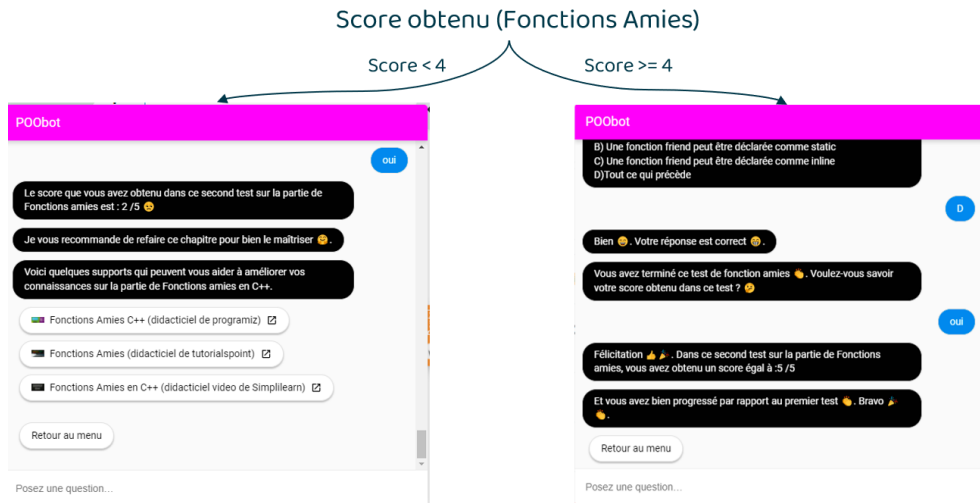 Score obtenu (Fonctions Amies)
Score < 4
Score >= 4
POObot
oui
Le score que vous avez obtenu dans ce second test sur la partie de
Fonctions amies est : 2 /5 😔
Je vous recommande de refaire ce chapitre pour bien le maîtriser 🤗 .
Voici quelques supports qui peuvent vous aider à améliorer vos
connaissances sur la partie de Fonctions amies en C++.
Fonctions Amies C++ (didacticiel de programiz)
Fonctions Amies (didacticiel de tutorialspoint)
Fonctions Amies en C++ (didacticiel video de Simplilearn)
Retour au menu
Posez une question...
POObot
B) Une fonction friend peut être déclarée comme static
C) Une fonction friend peut être déclarée comme inline
D)Tout ce qui précède
D
Bien 😀 . Votre réponse est correct 😁 .
Vous avez terminé ce test de fonction amies 👏 . Voulez-vous savoir
votre score obtenu dans ce test ? 🤔
oui
Félicitation 👍 🎉 . Dans ce second test sur la partie de Fonctions
amies, vous avez obtenu un score égal à :5 /5
Et vous avez bien progressé par rapport au premier test 👏 . Bravo 🎉
👏 .
Retour au menu
Posez une question...